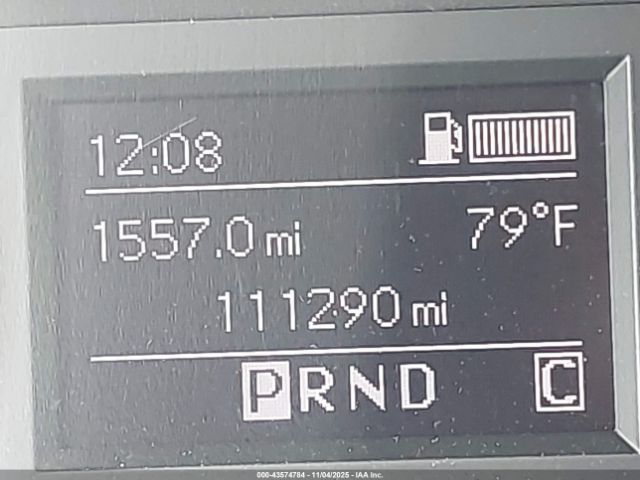 12:08
1557.0 mi 79°F
111290 mi
PRND C
000-43574784 - 11/04/2025 - IAA Inc.